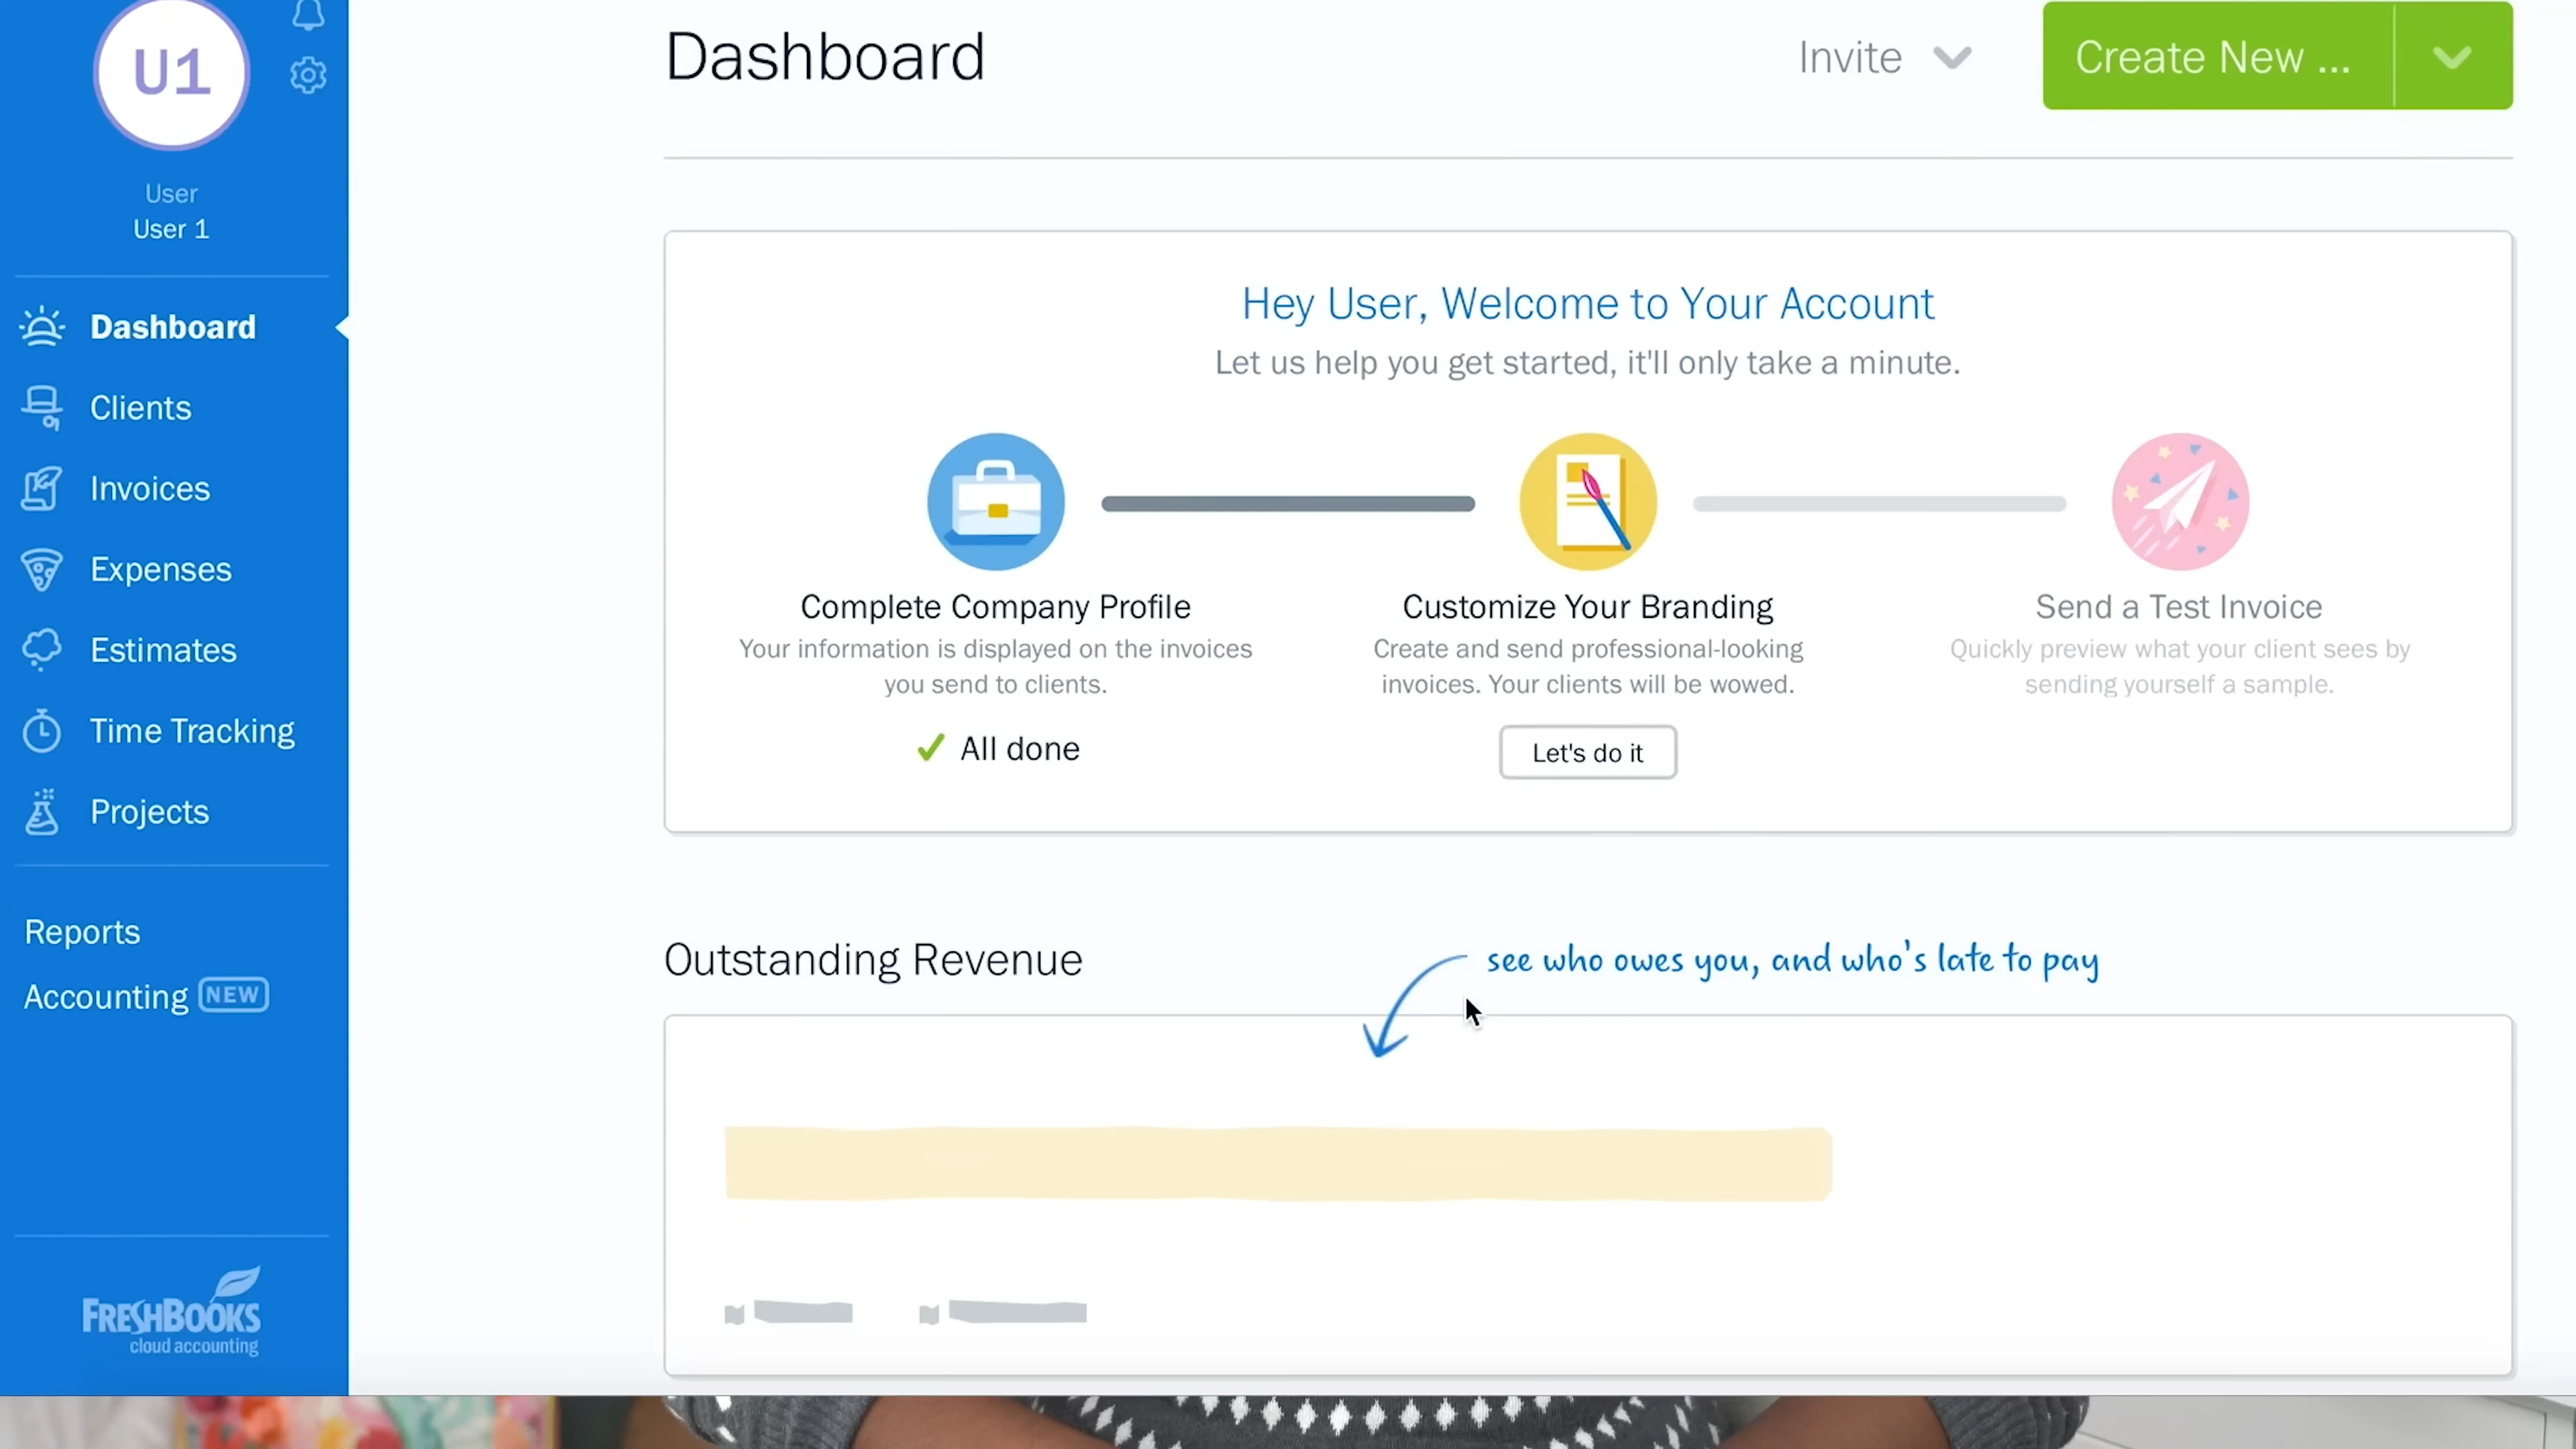 U1
User
User 1
Dashboard
Clients
Invoices
Expenses
Estimates
Time Tracking
Projects
Reports
Accounting NEW
FRESHBOOKS
cloud accounting
Dashboard
Invite
Create New ...
Hey User, Welcome to Your Account
Let us help you get started, it'll only take a minute.
Complete Company Profile
Your information is displayed on the invoices
you send to clients.
All done
Customize Your Branding
Create and send professional-looking
invoices. Your clients will be wowed.
Let's do it
Send a Test Invoice
Quickly preview what your client sees by
sending yourself a sample.
Outstanding Revenue
see who owes you, and who's late to pay